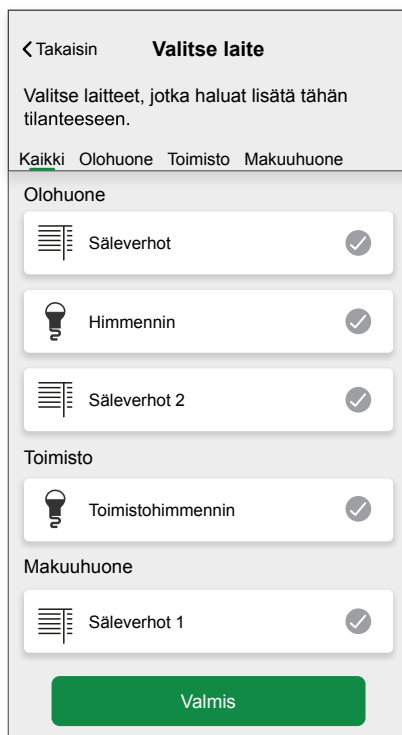 Takaisin Valitse laite
Valitse laitteet, jotka haluat lisätä tähän
tilanteeseen.
Kaikki Olohuone Toimisto Makuuhuone
Olohuone
Säleverhot
Himmennin
Säleverhot 2
Toimisto
Toimistohimmennin
Makuuhuone
Säleverhot 1
Valmis